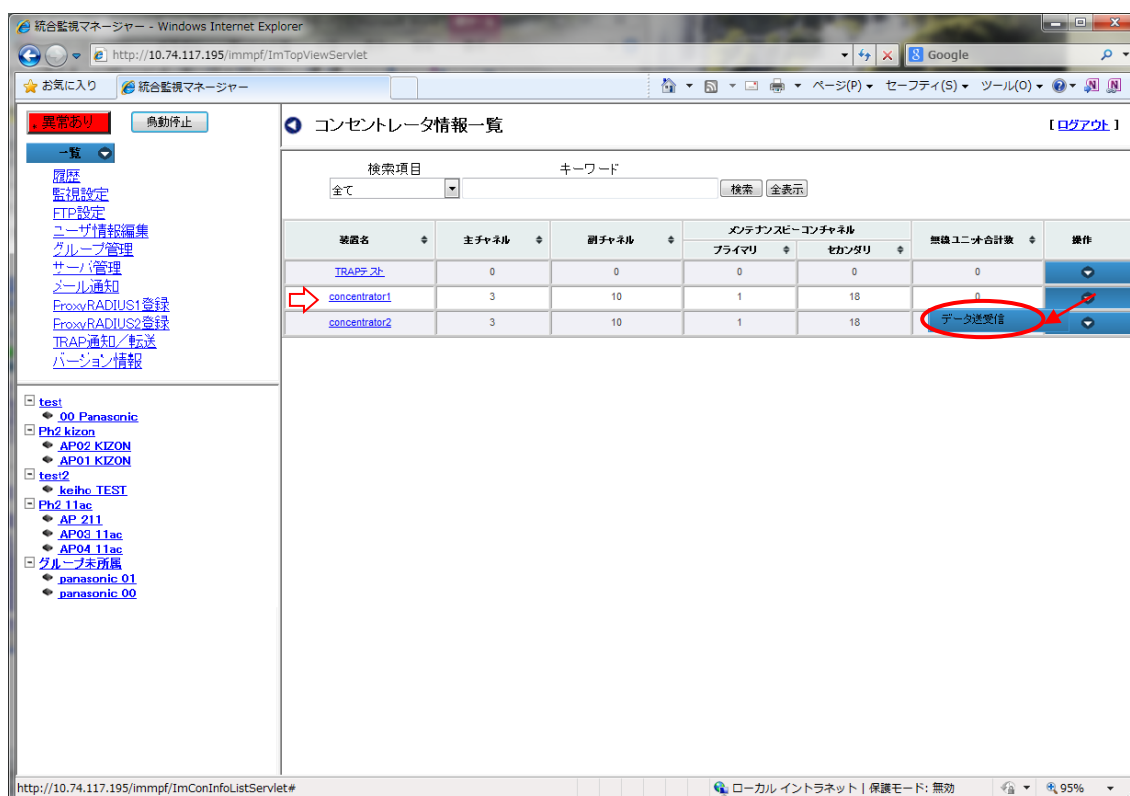 統合監視マネージャー - Windows Internet Explorer
http://10.74.117.195/immpf/ImTopViewServlet
Google
お気に入り
統合監視マネージャー
ページ(P)
セーフティ(S)
ツール(O)
異常あり
鳴動停止
コンセントレータ情報一覧
[ログアウト]
一覧
履歴
監視設定
FTP設定
ユーザ情報編集
グループ管理
サーバ管理
メール通知
ProxyRADIUS1登録
ProxyRADIUS2登録
TRAP通知／転送
バージョン情報
検索項目
キーワード
全て
検索
全表示
装置名
主チャネル
副チャネル
メンテナンスビーコンチャネル
プライマリ
セカンダリ
無線ユニット合計数
操作
TRAPテスト 0 0 0 0 0
concentrator1 3 10 1 18 0
concentrator2 3 10 1 18
データ送受信
test
00 Panasonic
Ph2 kizon
AP02 KIZON
AP01 KIZON
test2
keiho TEST
Ph2 11ac
AP 211
AP03 11ac
AP04 11ac
グループ未所属
panasonic 01
panasonic 00
http://10.74.117.195/immpf/ImConInfoListServlet#
ローカル イントラネット | 保護モード: 無効
95%